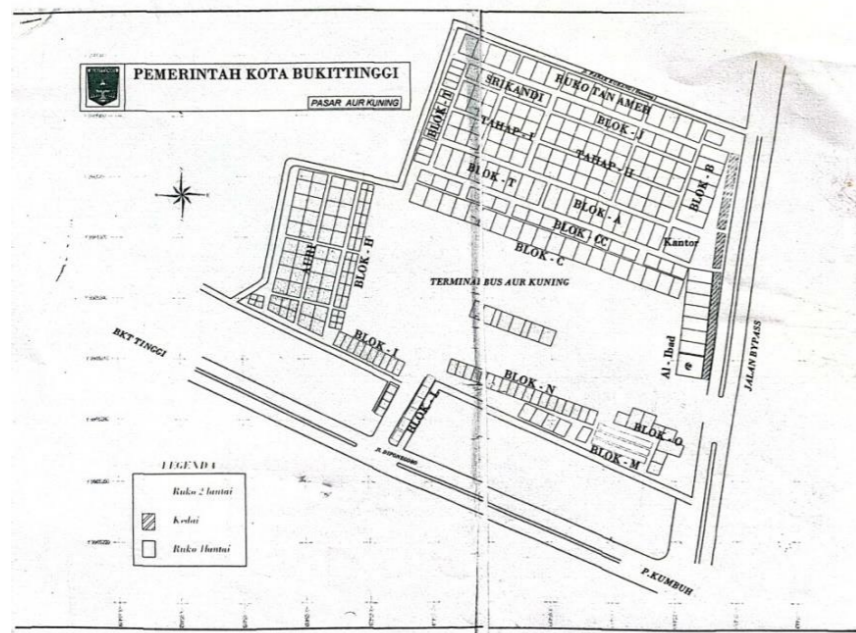 PEMERINTAH KOTA BUKITTINGGI
PASAR AUR KUNING
RUKO TAN AMEH
SRIKANDI
BLOK - J
TAHAP - I
TAHAP - II
BLOK - B
BLOK - T
BLOK - A
BLOK - CC
BLOK - C
Kantor
AURI
BLOK - H
TERMINAL BUS AUR KUNING
BKT TINGGI
BLOK - I
BLOK - N
BLOK - L
BLOK - O
BLOK - M
Al - Ihad
JALAN BYPASS
P.KUMBUH
LEGENDA
Ruko 2 lantai
Kedai
Ruko 1lantai